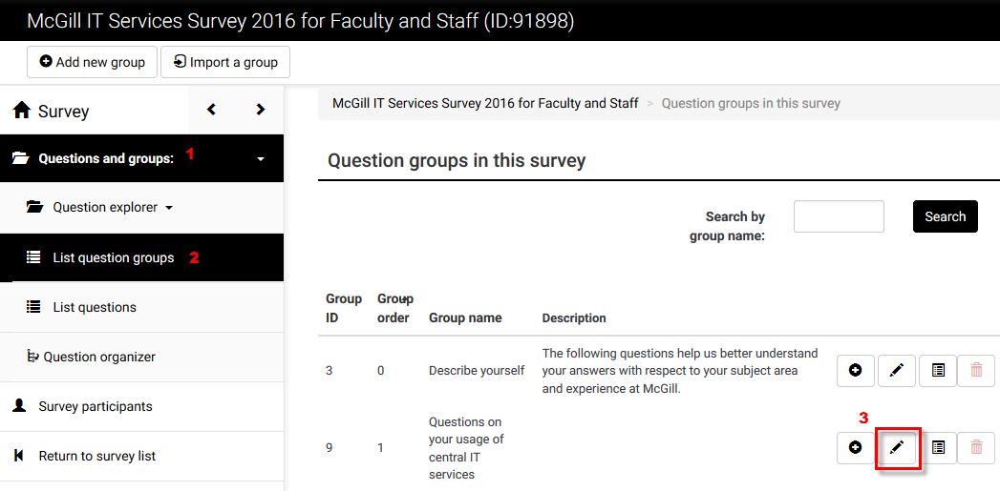 McGill IT Services Survey 2016 for Faculty and Staff (ID:91898)
Add new group
Import a group
Survey
Questions and groups: 1
Question explorer
List question groups 2
List questions
Question organizer
Survey participants
Return to survey list
McGill IT Services Survey 2016 for Faculty and Staff > Question groups in this survey
Question groups in this survey
Search by
group name:
Search
Group
ID
Group
order
Group name
Description
3
0
Describe yourself
The following questions help us better understand
your answers with respect to your subject area
and experience at McGill.
9
1
Questions on
your usage of
central IT
services
3